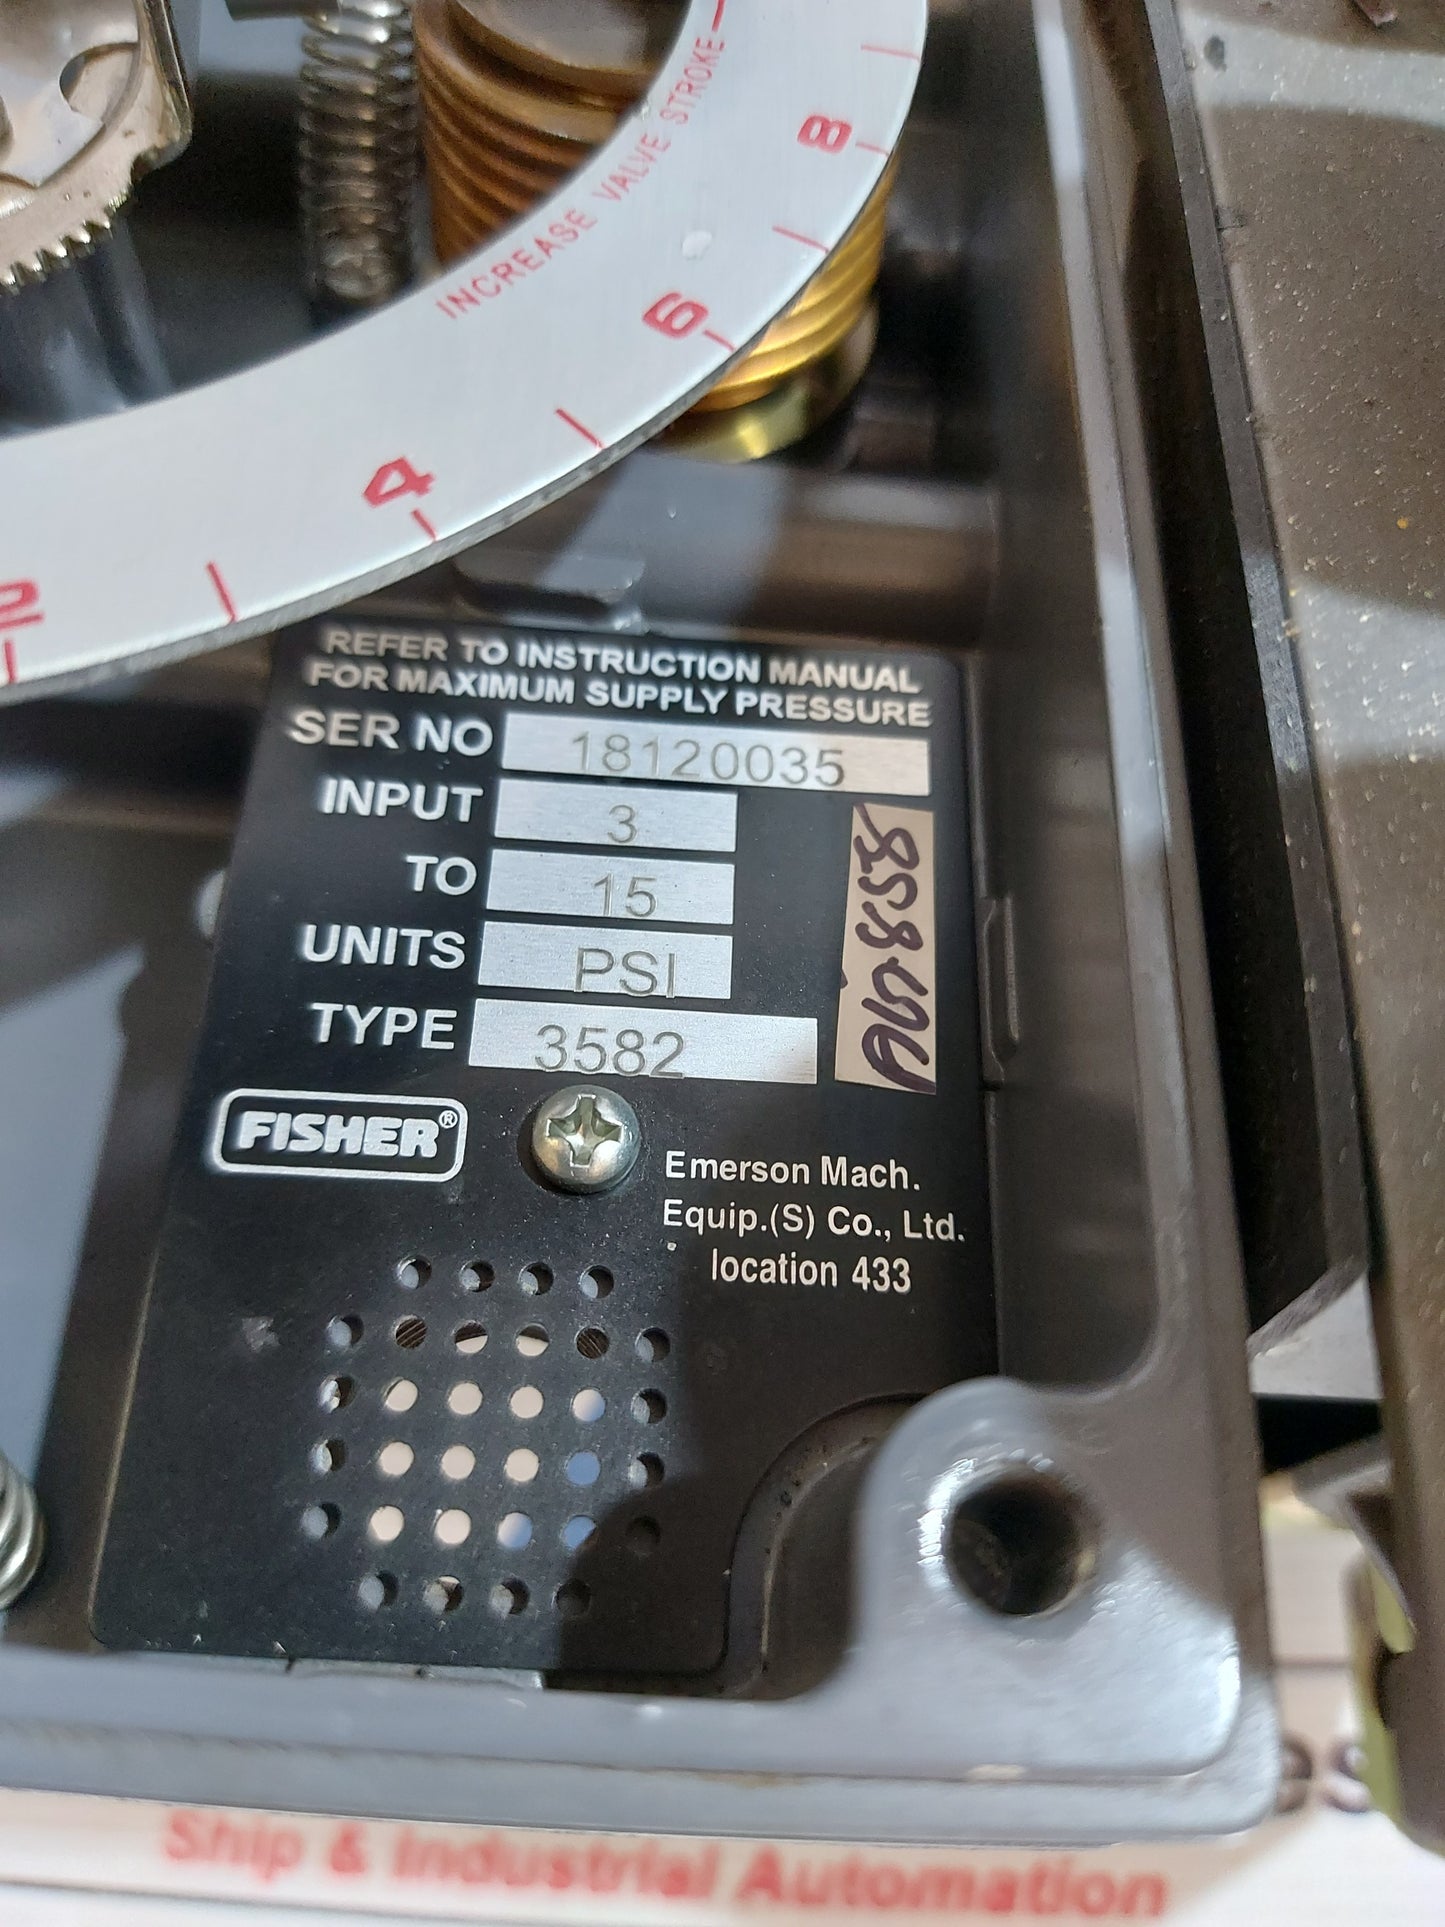 INCREASE VALVE STROKE
8
6
4
2
REFER TO INSTRUCTION MANUAL
FOR MAXIMUM SUPPLY PRESSURE
SER NO 18120035
INPUT 3
TO 15
UNITS PSI
TYPE 3582
FISHER®
Emerson Mach.
Equip.(S) Co., Ltd.
location 433
Ship & Industrial Automation